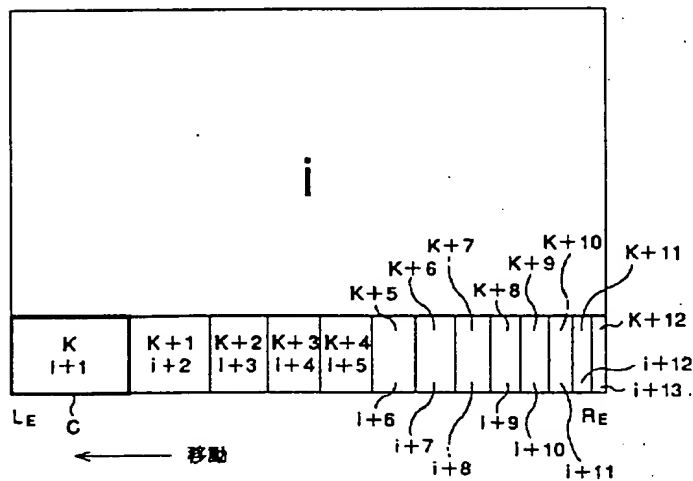 i
K+5
K+6
K+7
K+8
K+9
K+10
K+11
K+12
K
i+1
K+1
i+2
K+2
i+3
K+3
i+4
K+4
i+5
i+6
i+7
i+8
i+9
i+10
i+11
i+12
i+13
LE
C
RE
移動